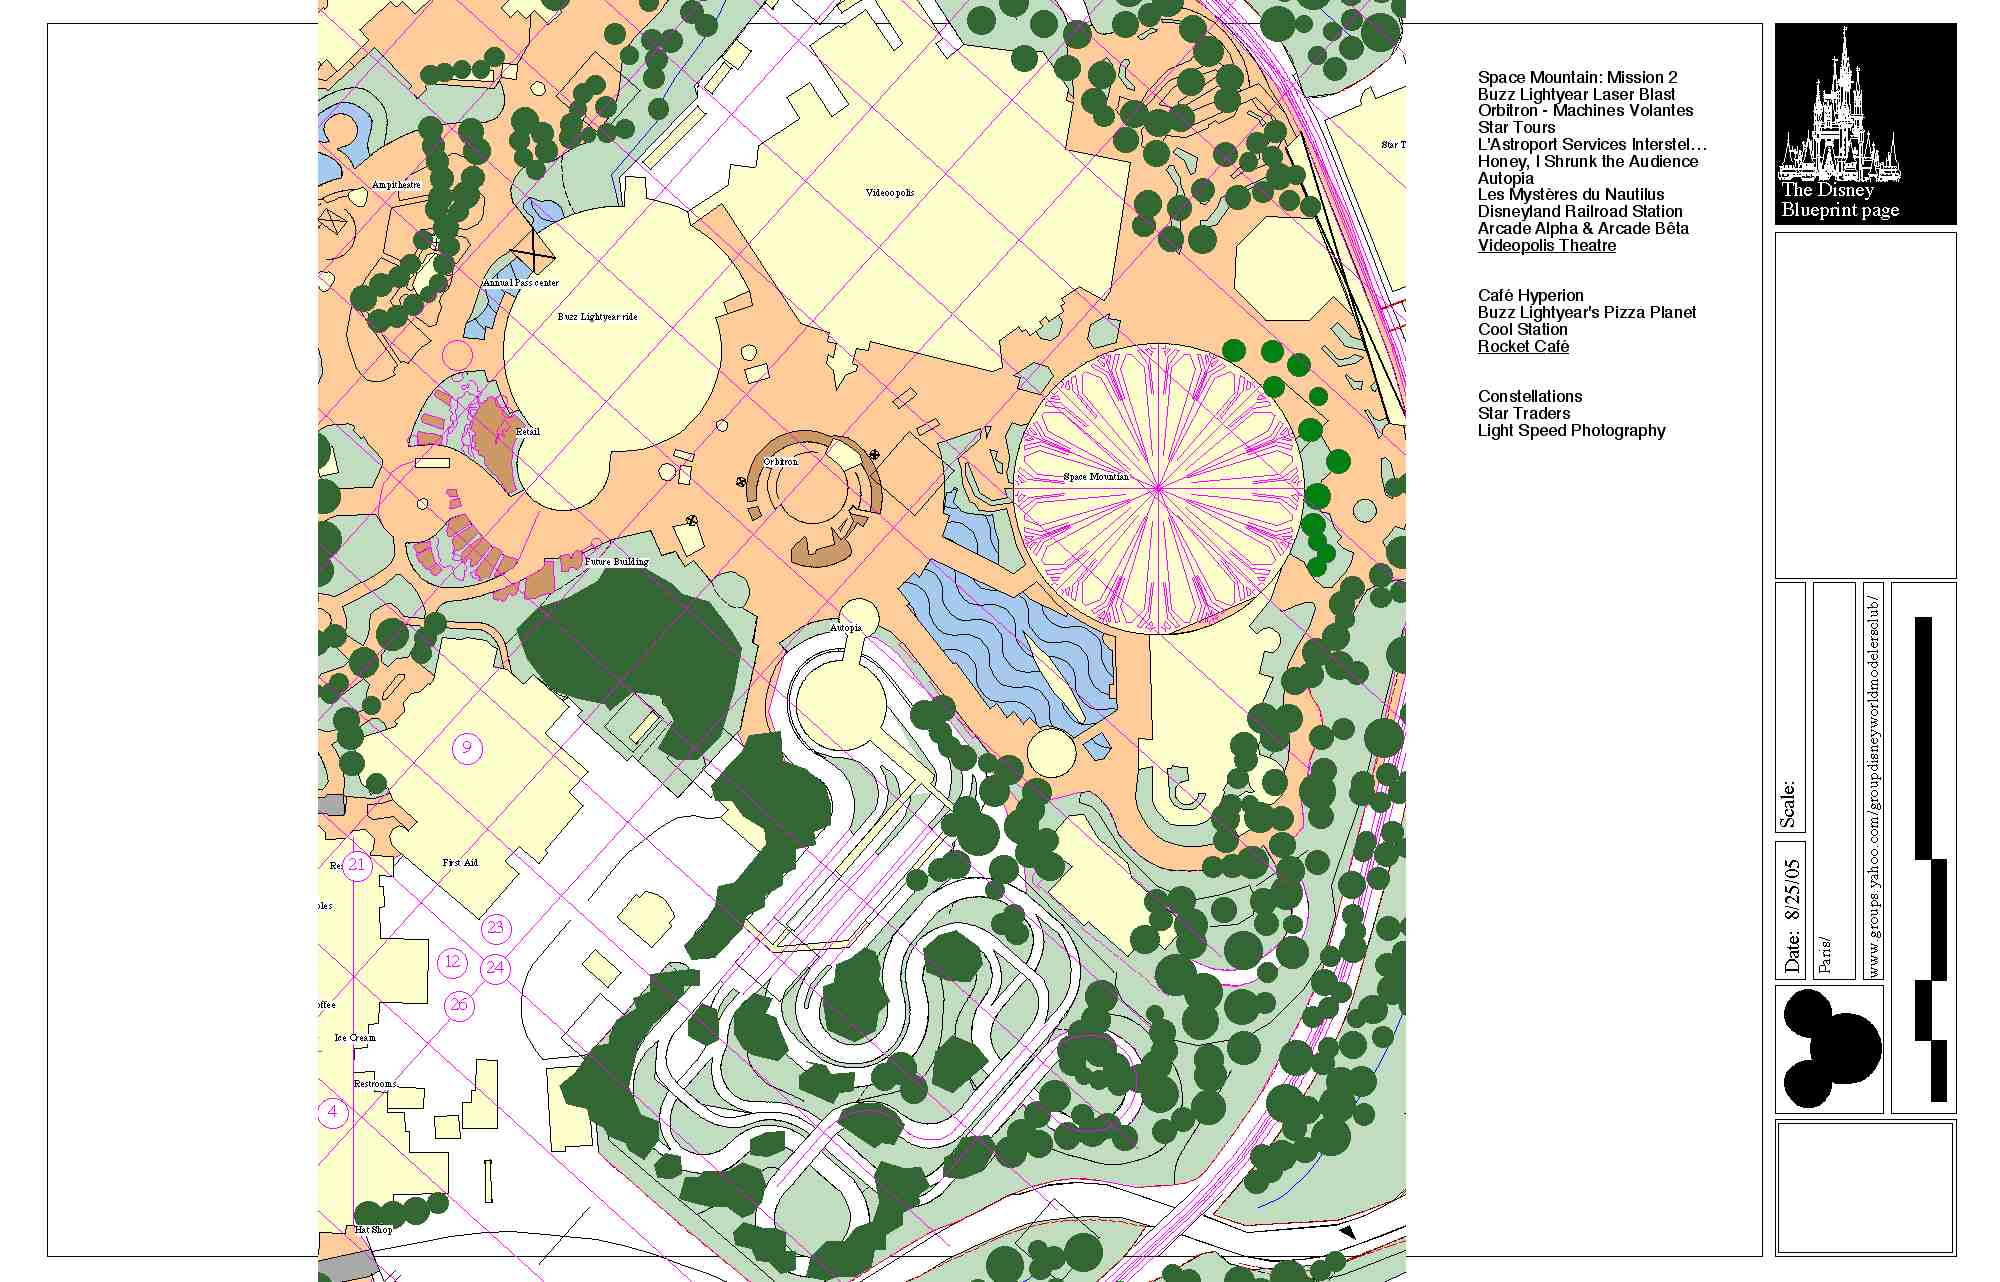 Space Mountain: Mission 2
Buzz Lightyear Laser Blast
Orbitron - Machines Volantes
Star Tours
L'Astroport Services Interstel...
Honey, I Shrunk the Audience
Autopia
Les Mystères du Nautilus
Disneyland Railroad Station
Arcade Alpha & Arcade Bêta
Videopolis Theatre
Café Hyperion
Buzz Lightyear's Pizza Planet
Cool Station
Rocket Café
Constellations
Star Traders
Light Speed Photography
The Disney
Blueprint page
Scale:
Date: 8/25/05
Paris/
www.groups.yahoo.com/groupdisneyworldmodelersclub/
Star T
Ampitheatre
Videoopolis
Annual Pass center
Buzz Lightyear ride
Retail
Orbitron
Space Mountian
Future Building
Autopia
9
First Aid
Res
21
ples
23
12
24
26
offee
Ice Cream
Restrooms
4
Hat Shop